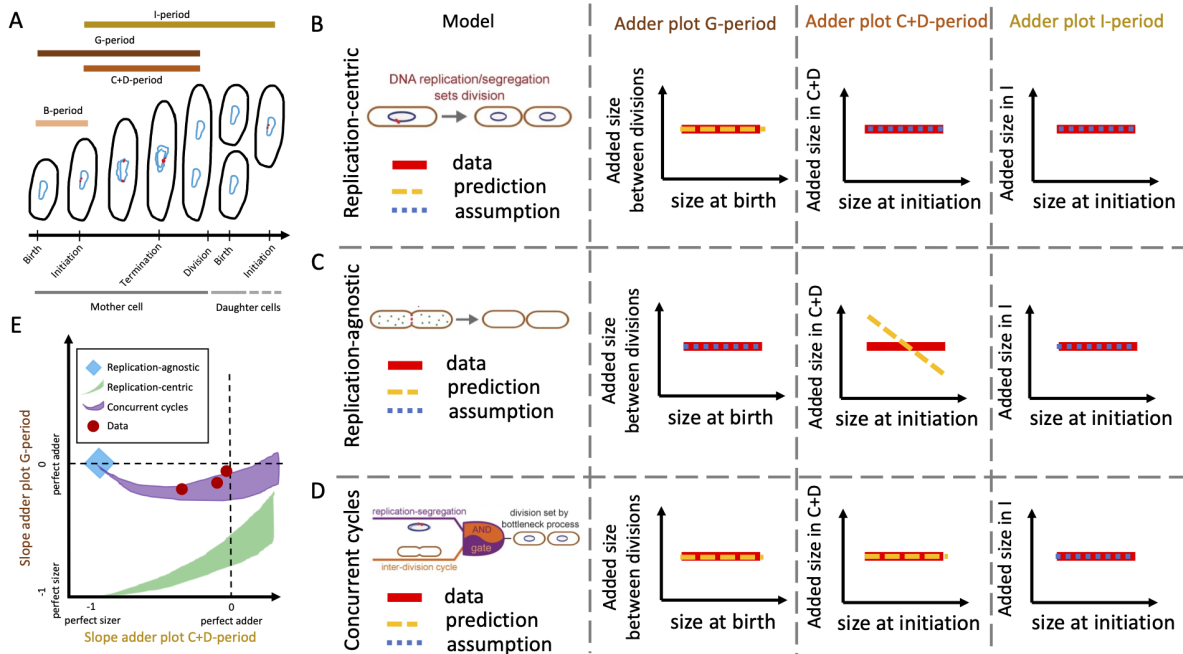 A
I-period
G-period
C+D-period
B-period
Birth
Initiation
Termination
Division
Birth
Initiation
Mother cell
Daughter cells
E
Replication-agnostic
Replication-centric
Concurrent cycles
Data
Slope adder plot G-period
0
perfect adder
-1
perfect sizer
-1
perfect sizer
0
perfect adder
Slope adder plot C+D-period
Model
Adder plot G-period
Adder plot C+D-period
Adder plot I-period
B
Replication-centric
DNA replication/segregation
sets division
data
prediction
assumption
Added size
between divisions
size at birth
Added size in C+D
size at initiation
Added size in I
size at initiation
C
Replication-agnostic
data
prediction
assumption
Added size
between divisions
size at birth
Added size in C+D
size at initiation
Added size in I
size at initiation
D
Concurrent cycles
replication-segregation
AND
gate
inter-division cycle
division set by
bottleneck process
data
prediction
assumption
Added size
between divisions
size at birth
Added size in C+D
size at initiation
Added size in I
size at initiation